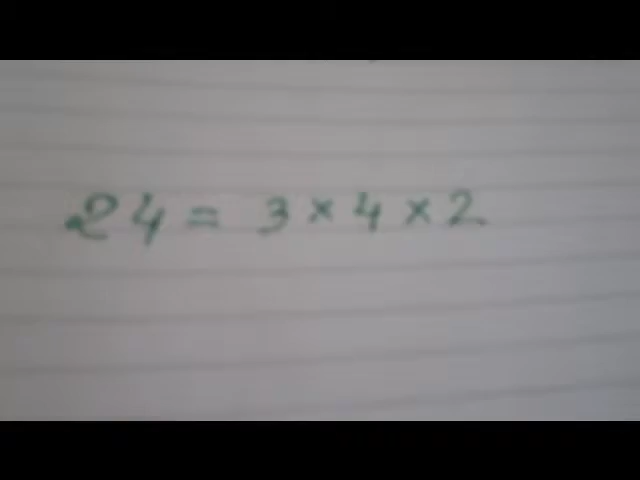 24 = 3 × 4 × 2